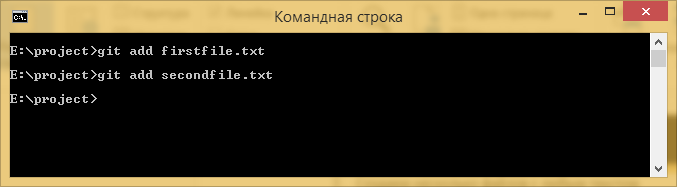 Командная строка
E:\project>git add firstfile.txt
E:\project>git add secondfile.txt
E:\project>